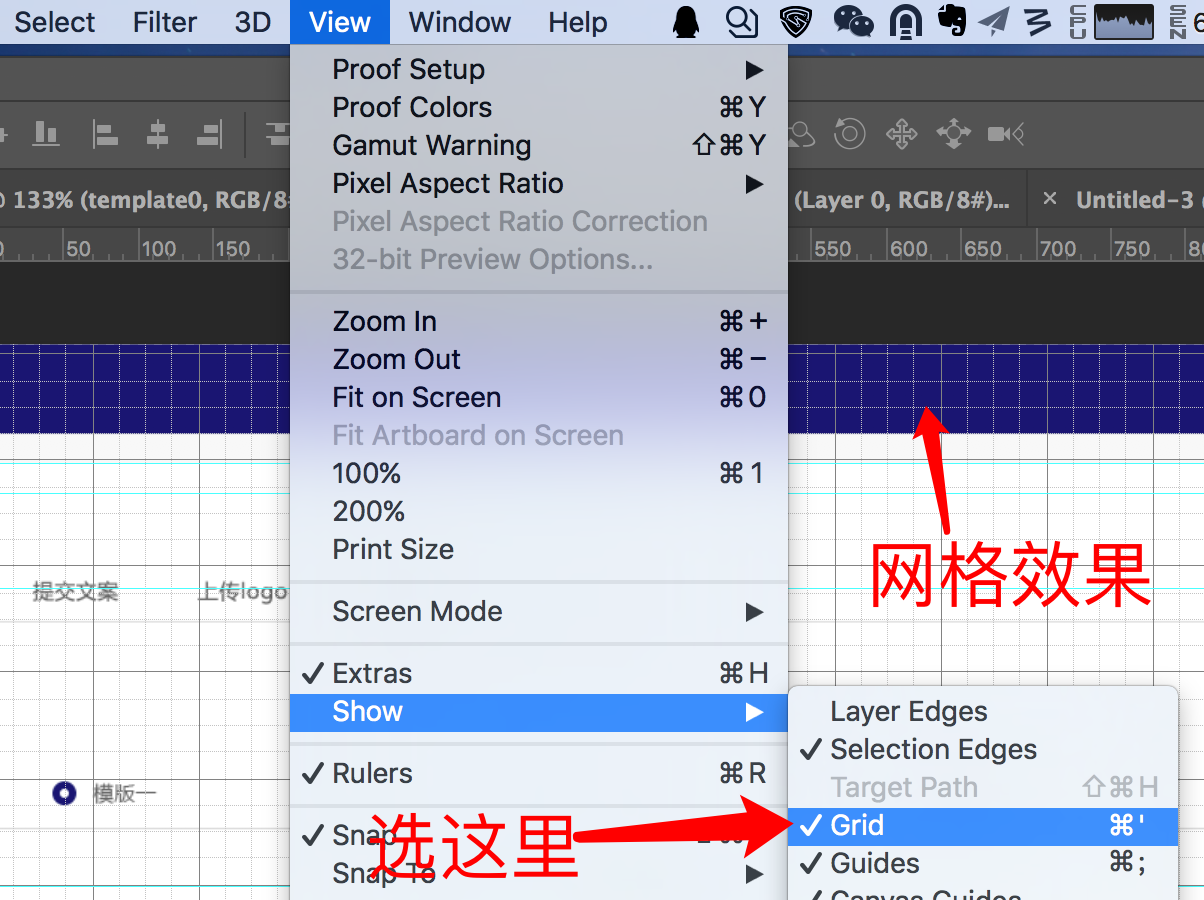 Select Filter 3D View Window Help CPU SEN 6
133% (template0, RGB/8# (Layer 0, RGB/8#)... × Untitled-3
50 100 150 550 600 650 700 750
Proof Setup
Proof Colors ⌘Y
Gamut Warning ⇧⌘Y
Pixel Aspect Ratio
Pixel Aspect Ratio Correction
32-bit Preview Options...
Zoom In ⌘+
Zoom Out ⌘−
Fit on Screen ⌘0
Fit Artboard on Screen
100% ⌘1
200%
Print Size
网格效果
提交文案 上传logo
Screen Mode
✓ Extras ⌘H
Show
Layer Edges
✓ Selection Edges
✓ Rulers ⌘R
Target Path ⇧⌘H
模版一
✓ Grid ⌘'
✓ Snap
选这里
✓ Guides ⌘;
Snap To
Canvas Guides